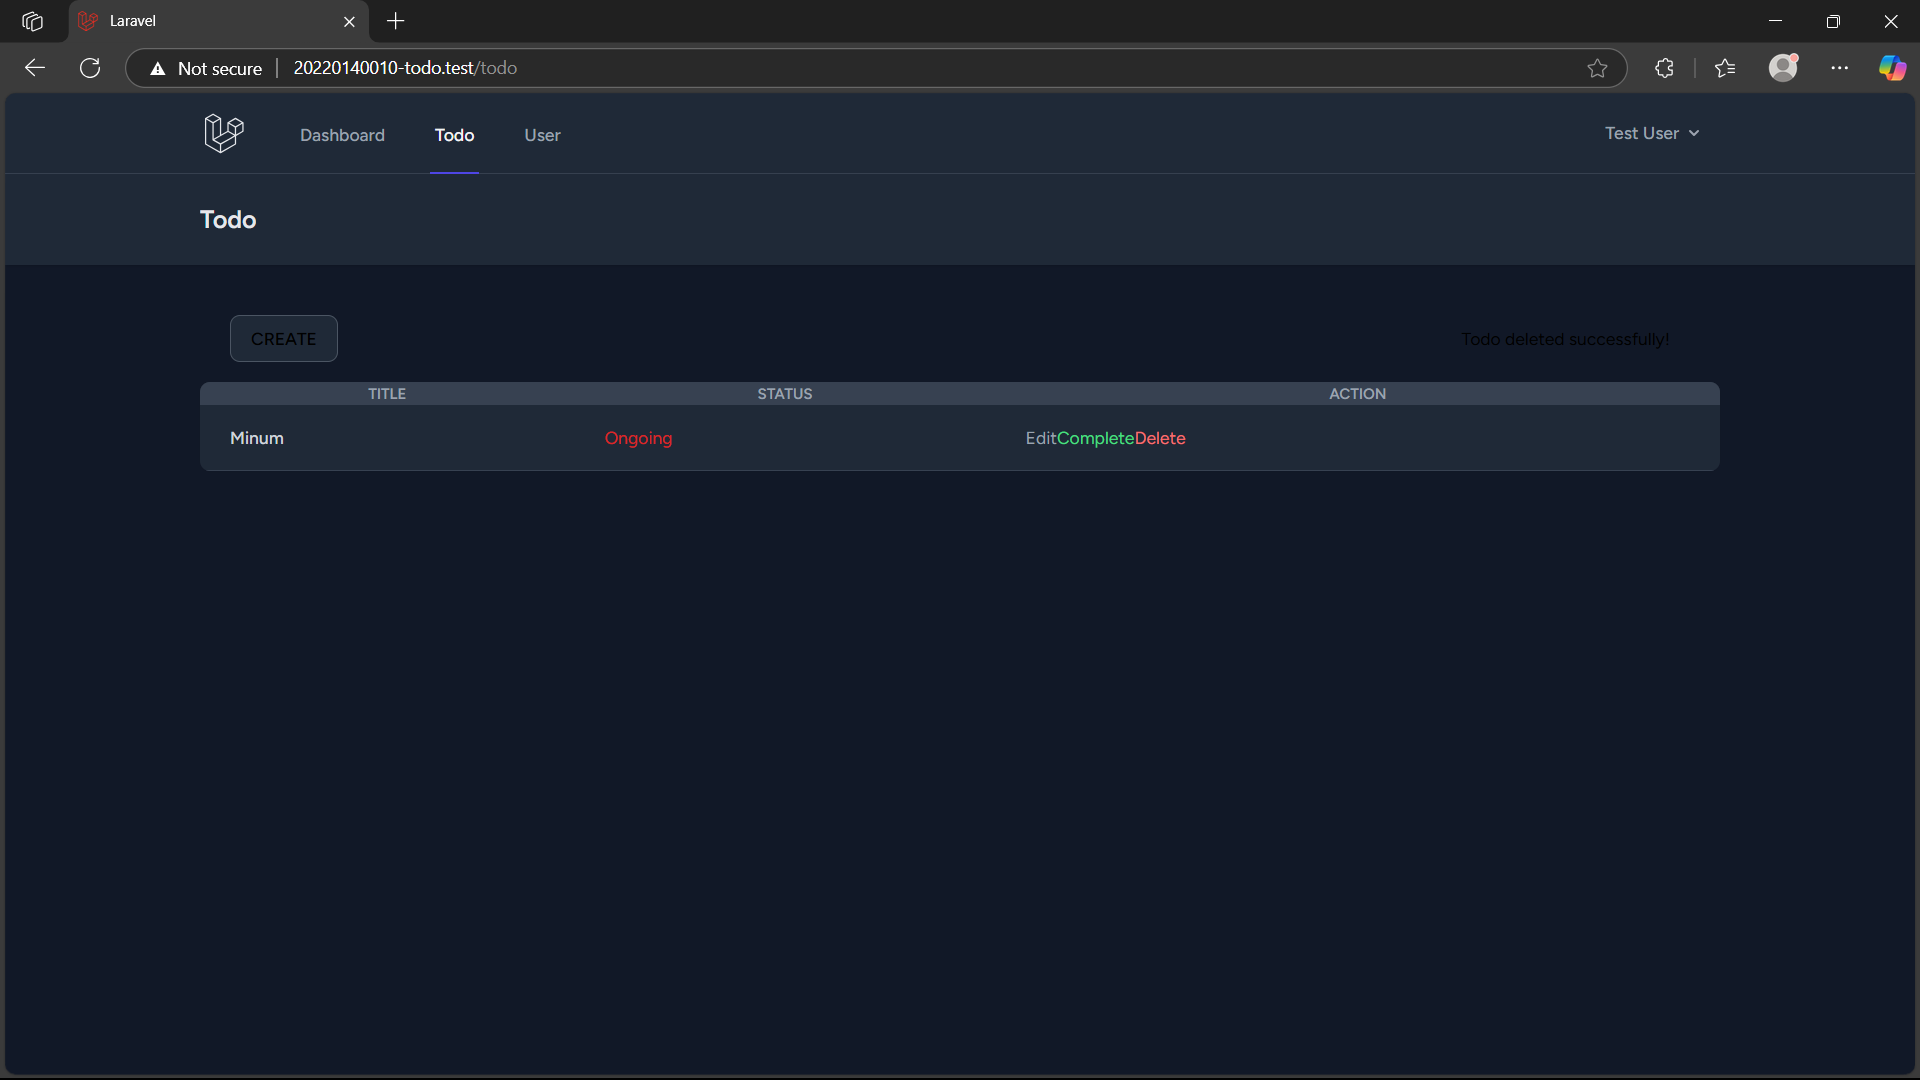 Laravel
Not secure 20220140010-todo.test/todo
Dashboard Todo User Test User
Todo
CREATE Todo deleted successfully!
TITLE STATUS ACTION
Minum Ongoing EditCompleteDelete